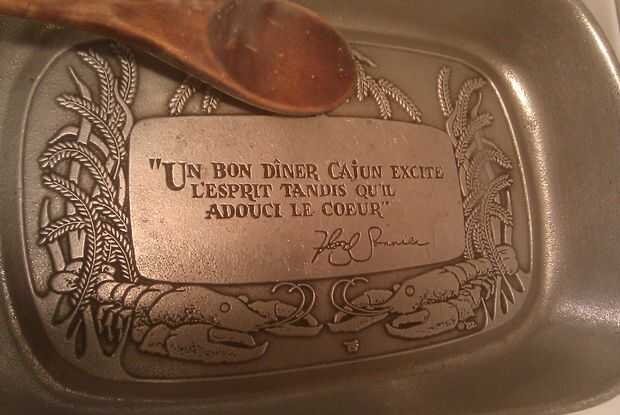 "UN BON DÎNER CAJUN EXCITE
L'ESPRIT TANDIS QU'IL
ADOUCI LE COEUR"